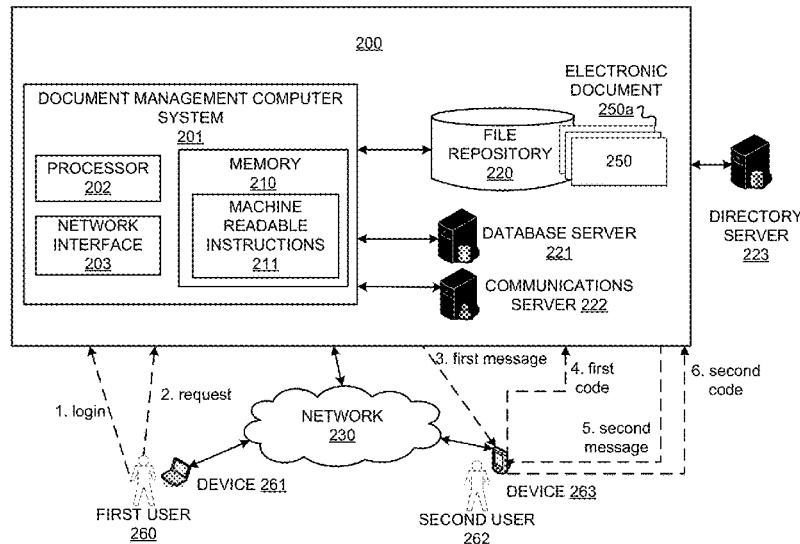 200
DOCUMENT MANAGEMENT COMPUTER
SYSTEM
201
PROCESSOR
202
NETWORK
INTERFACE
203
MEMORY
210
MACHINE
READABLE
INSTRUCTIONS
211
ELECTRONIC
DOCUMENT
250a
FILE
REPOSITORY
220
250
DATABASE SERVER
221
COMMUNICATIONS
SERVER 222
DIRECTORY
SERVER
223
1. login
2. request
3. first message
4. first
code
5. second
message
6. second
code
NETWORK
230
DEVICE 261
FIRST USER
260
DEVICE 263
SECOND USER
262